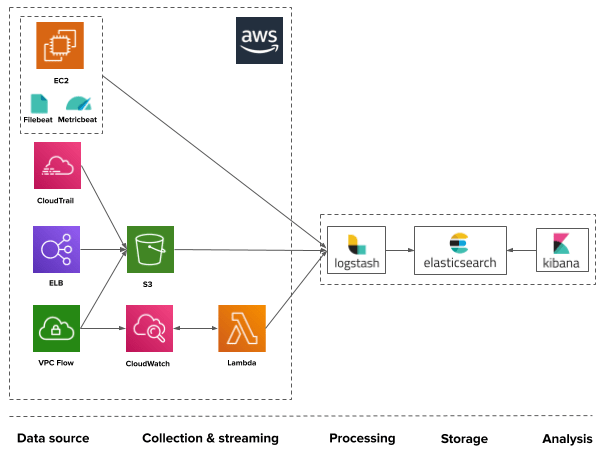 aws
EC2
Filebeat Metricbeat
CloudTrail
ELB
S3
logstash
elasticsearch
kibana
VPC Flow
CloudWatch
Lambda
Data source
Collection & streaming
Processing
Storage
Analysis